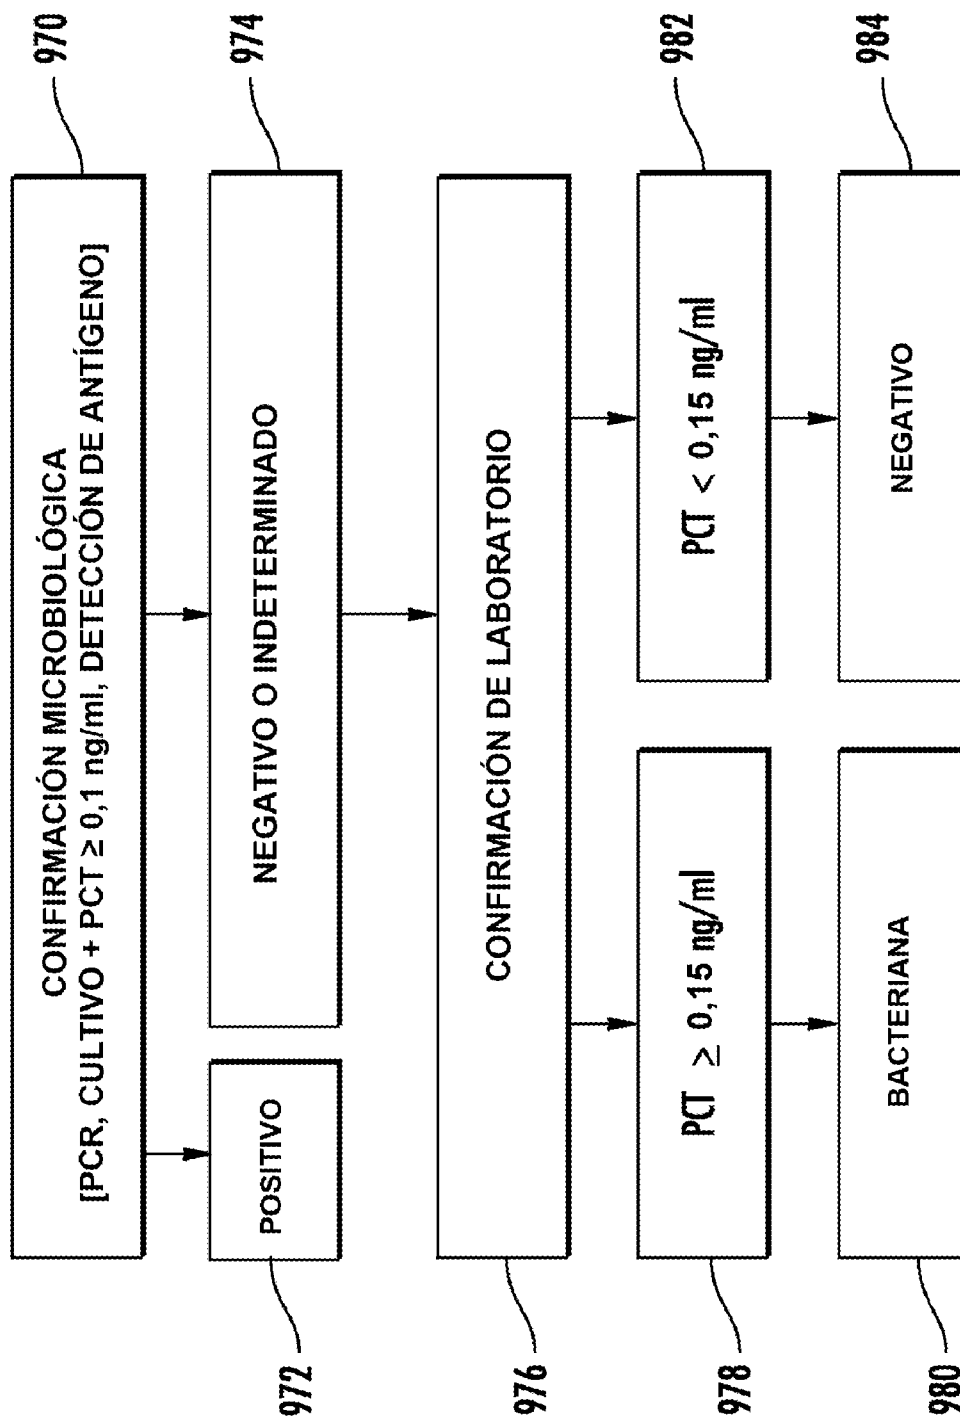 CONFIRMACIÓN MICROBIOLÓGICA
[PCR, CULTIVO + PCT ≥ 0,1 ng/ml, DETECCIÓN DE ANTÍGENO]
970
POSITIVO
972
NEGATIVO O INDETERMINADO
974
CONFIRMACIÓN DE LABORATORIO
976
PCT ≥ 0,15 ng/ml
978
PCT < 0,15 ng/ml
982
BACTERIANA
980
NEGATIVO
984